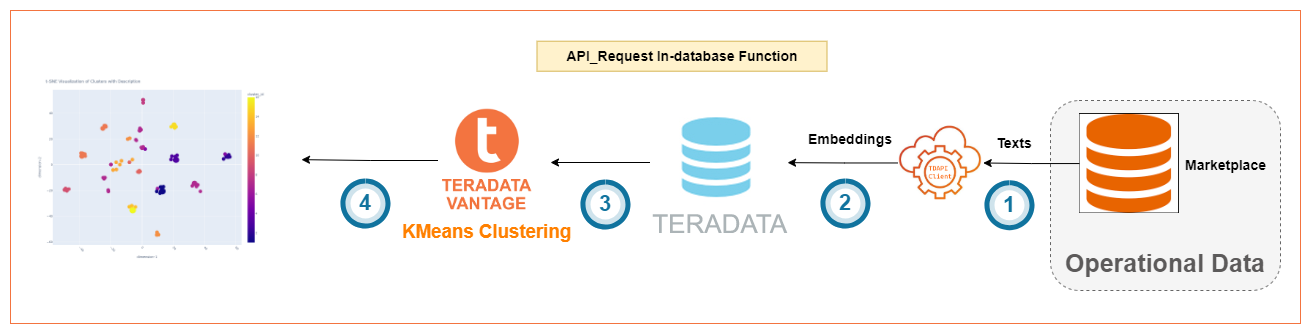 API_Request In-database Function
t-SNE Visualization of Clusters with Description
t
TERADATA
VANTAGE
KMeans Clustering
TERADATA
Embeddings
TDAPI
Client
Texts
Marketplace
Operational Data
4
3
2
1